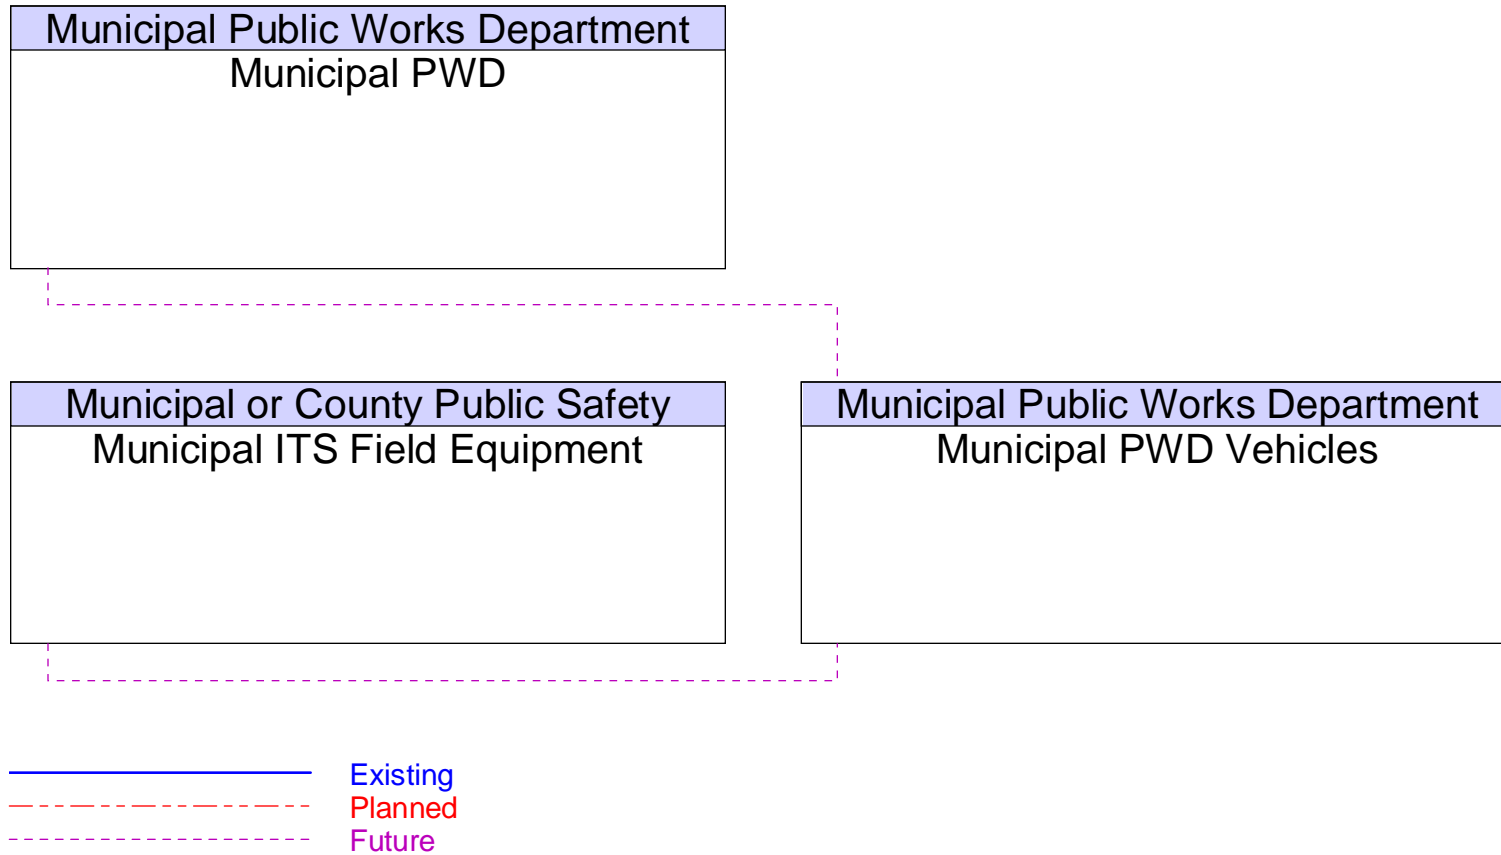 Municipal Public Works Department
Municipal PWD
Municipal or County Public Safety
Municipal ITS Field Equipment
Municipal Public Works Department
Municipal PWD Vehicles
Existing
Planned
Future